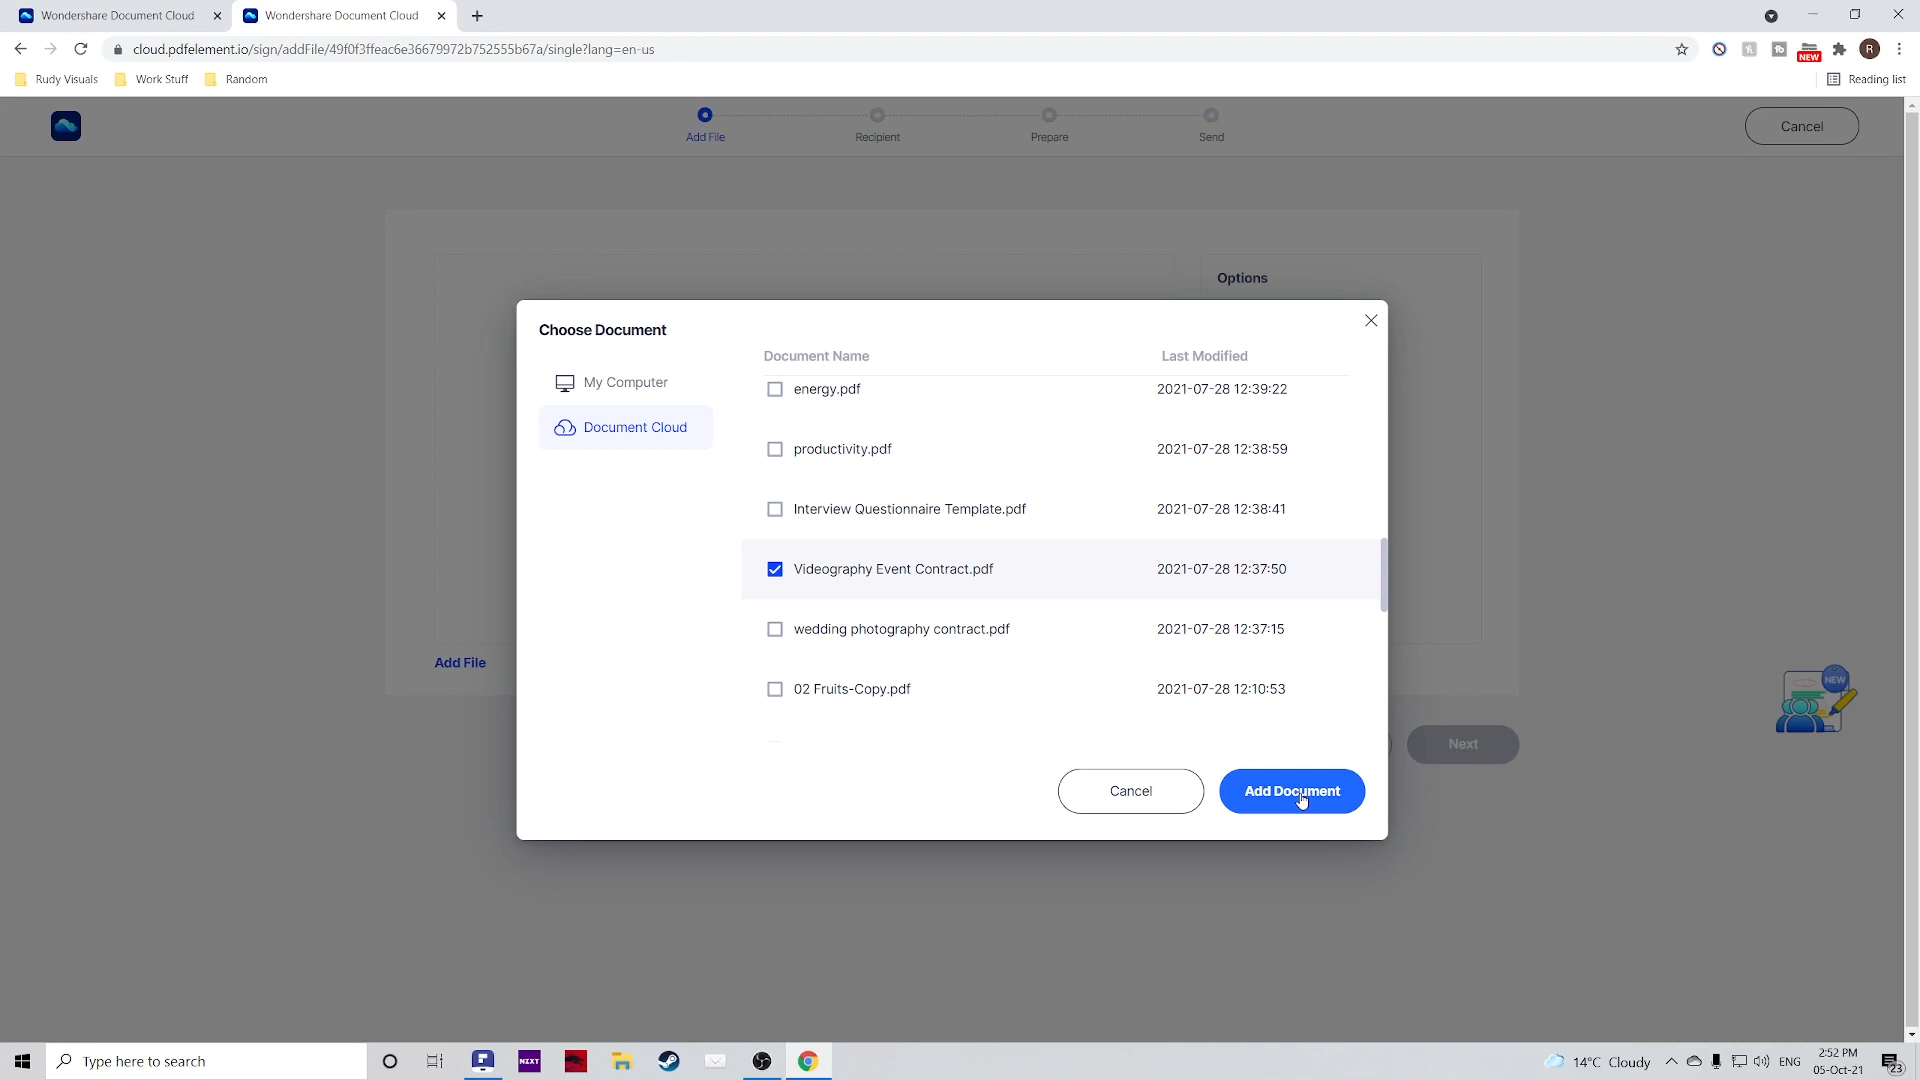 Wondershare Document Cloud
Wondershare Document Cloud
cloud.pdfelement.io/sign/addFile/49f0f3ffeac6e36679972b752555b67a/single?lang=en-us
NEW
R
Rudy Visuals
Work Stuff
Random
Reading list
Add File
Recipient
Prepare
Send
Cancel
Options
Choose Document
Document Name
Last Modified
My Computer
Document Cloud
energy.pdf
2021-07-28 12:39:22
productivity.pdf
2021-07-28 12:38:59
Interview Questionnaire Template.pdf
2021-07-28 12:38:41
Videography Event Contract.pdf
2021-07-28 12:37:50
wedding photography contract.pdf
2021-07-28 12:37:15
02 Fruits-Copy.pdf
2021-07-28 12:10:53
Add File
NEW
Next
Cancel
Add Document
Type here to search
NZXT
14°C Cloudy
ENG
2:52 PM
05-Oct-21
23